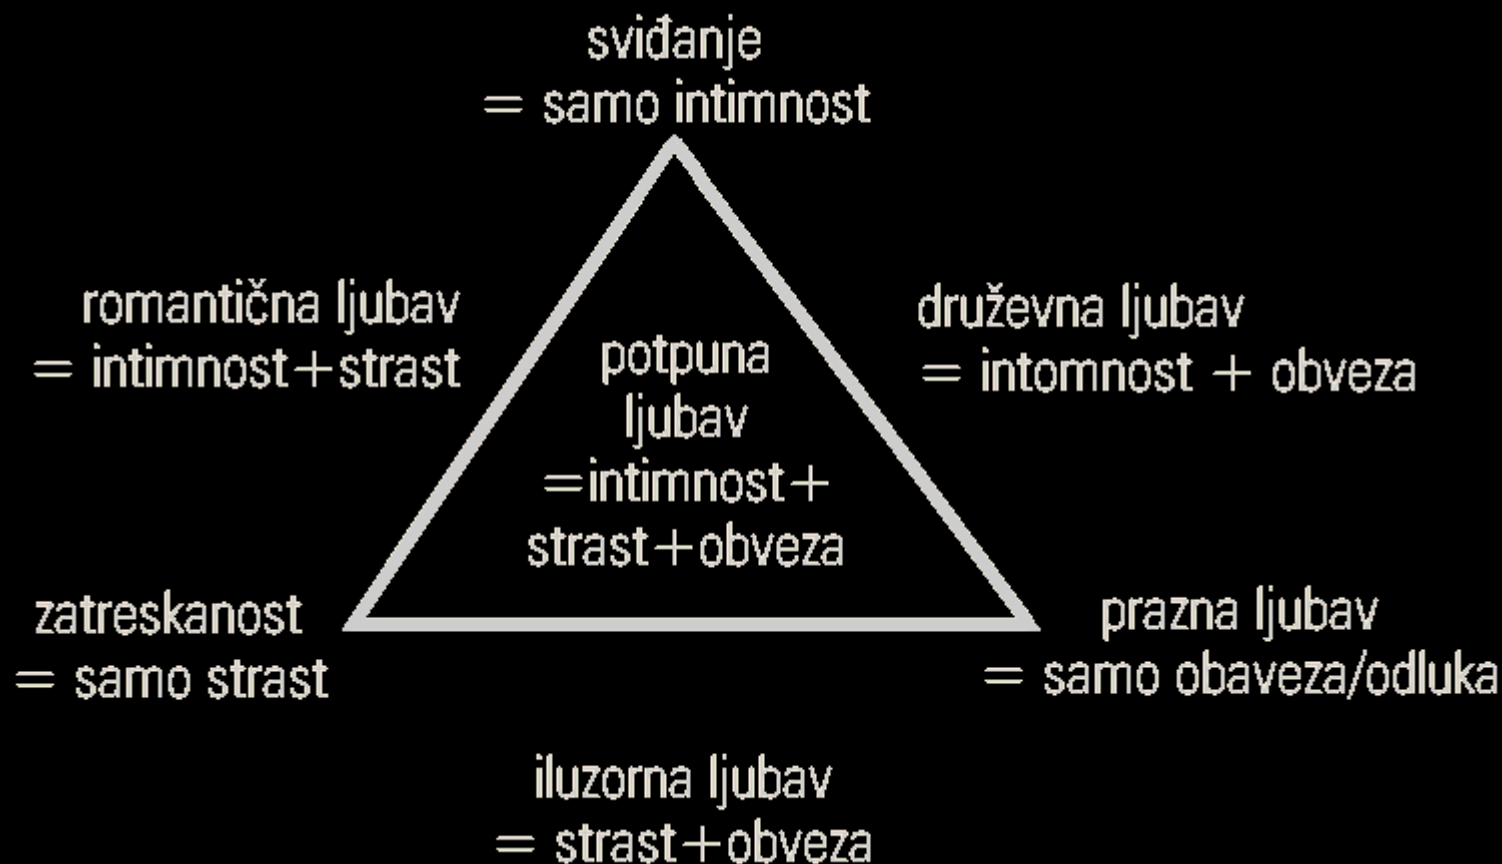 sviđanje
= samo intimnost
romantična ljubav
= intimnost+strast
druževna ljubav
= intomnost + obveza
potpuna
ljubav
=intimnost+
strast+obveza
zatreskanost
= samo strast
prazna ljubav
= samo obaveza/odluka
iluzorna ljubav
= strast+obveza